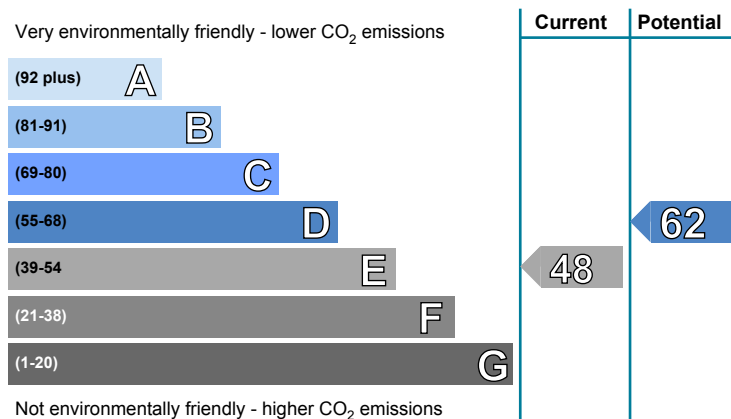 Very environmentally friendly - lower CO₂ emissions
Current
Potential
(92 plus) A
(81-91) B
(69-80) C
(55-68) D
62
(39-54 E
48
(21-38) F
(1-20) G
Not environmentally friendly - higher CO₂ emissions